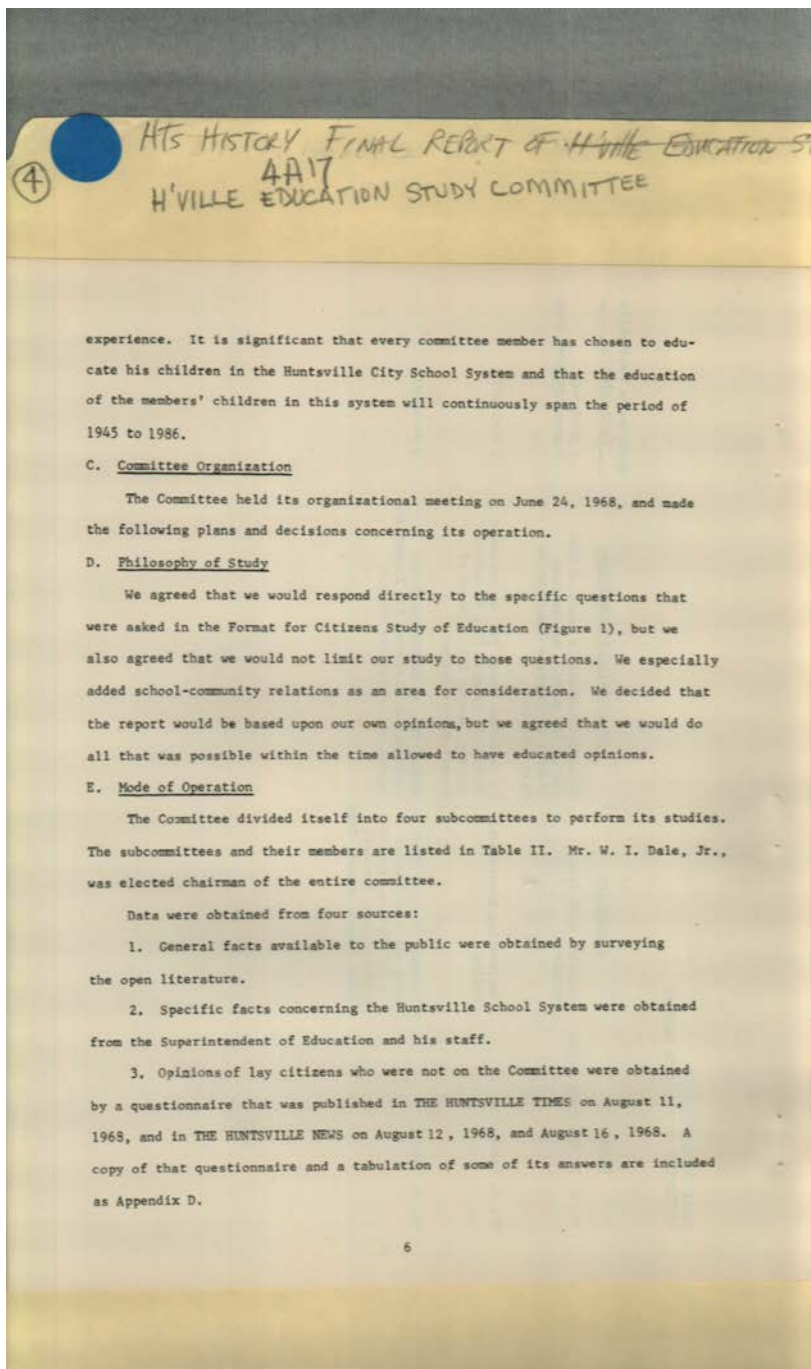 HTS HISTORY FINAL REPORT OF H'ville EDUCATION S
4
4A17
H'VILLE EDUCATION STUDY COMMITTEE
experience. It is significant that every committee member has chosen to edu-
cate his children in the Huntsville City School System and that the education
of the members' children in this system will continuously span the period of
1945 to 1986.
C. Committee Organization
The Committee held its organizational meeting on June 24, 1968, and made
the following plans and decisions concerning its operation.
D. Philosophy of Study
We agreed that we would respond directly to the specific questions that
were asked in the Format for Citizens Study of Education (Figure 1), but we
also agreed that we would not limit our study to those questions. We especially
added school-community relations as an area for consideration. We decided that
the report would be based upon our own opinions, but we agreed that we would do
all that was possible within the time allowed to have educated opinions.
E. Mode of Operation
The Committee divided itself into four subcommittees to perform its studies.
The subcommittees and their members are listed in Table II. Mr. W. I. Dale, Jr.,
was elected chairman of the entire committee.
Data were obtained from four sources:
1. General facts available to the public were obtained by surveying
the open literature.
2. Specific facts concerning the Huntsville School System were obtained
from the Superintendent of Education and his staff.
3. Opinions of lay citizens who were not on the Committee were obtained
by a questionnaire that was published in THE HUNTSVILLE TIMES on August 11,
1968, and in THE HUNTSVILLE NEWS on August 12, 1968, and August 16, 1968. A
copy of that questionnaire and a tabulation of some of its answers are included
as Appendix D.
6